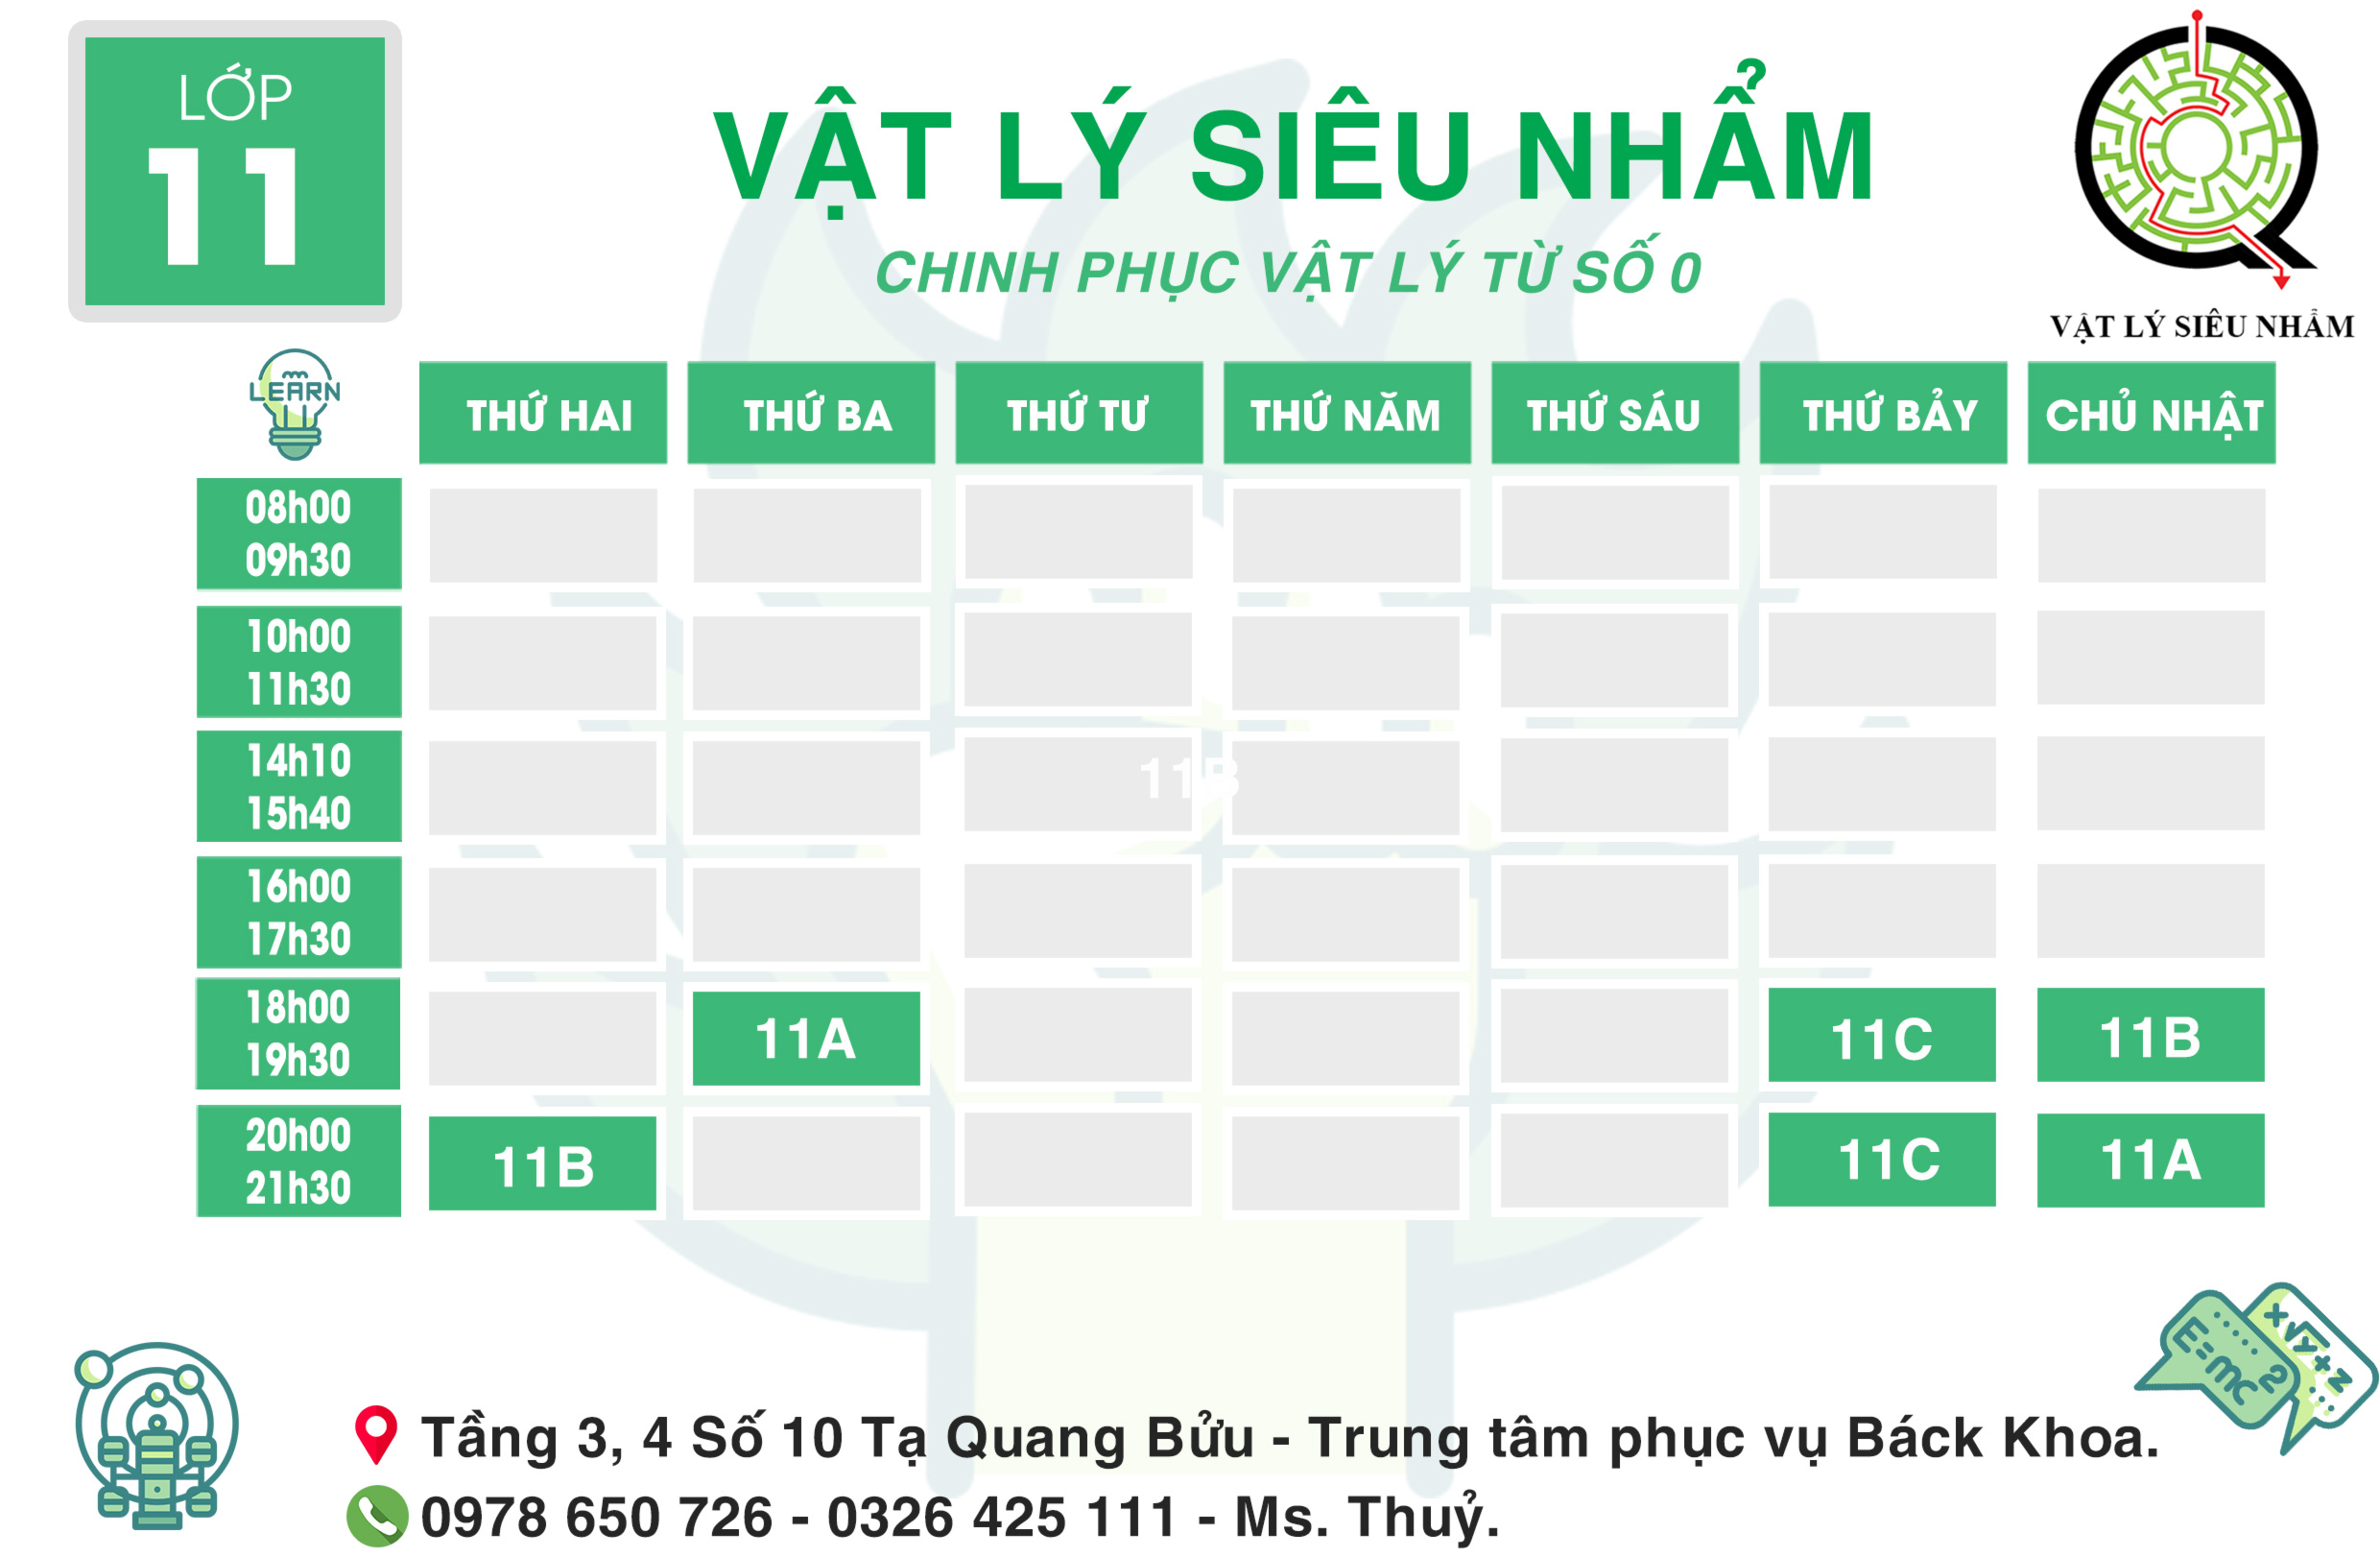 LỚP
11
VẬT LÝ SIÊU NHẨM
CHINH PHỤC VẬT LÝ TỪ SỐ 0
VẬT LÝ SIÊU NHẨM
LEARN
THỨ HAI THỨ BA THỨ TƯ THỨ NĂM THỨ SÁU THỨ BẢY CHỦ NHẬT
08h00
09h30
10h00
11h30
14h10
15h40
11B
16h00
17h30
18h00
19h30
11A 11C 11B
20h00
21h30
11B 11C 11A
Tầng 3, 4 Số 10 Tạ Quang Bửu - Trung tâm phục vụ Báck Khoa.
0978 650 726 - 0326 425 111 - Ms. Thuỷ.